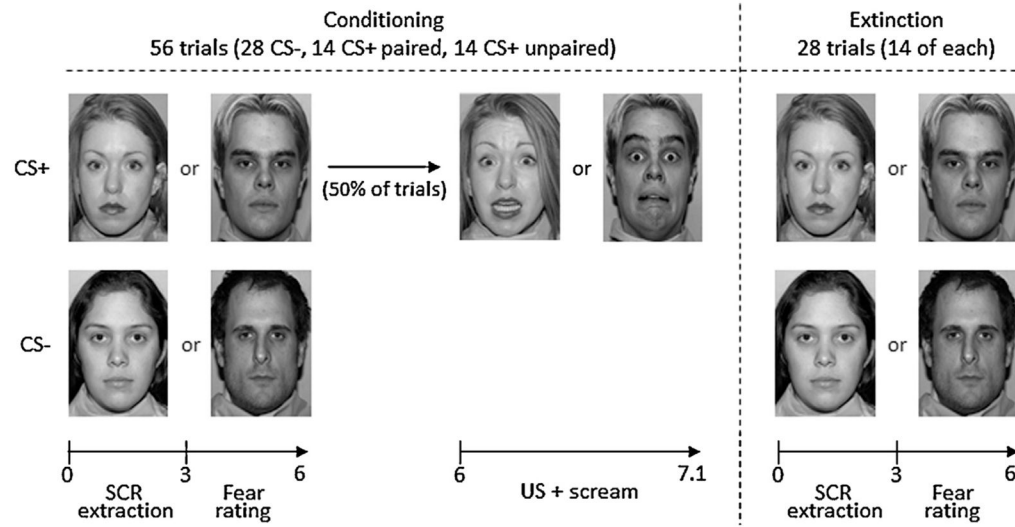 Conditioning
56 trials (28 CS-, 14 CS+ paired, 14 CS+ unpaired)
Extinction
28 trials (14 of each)
CS+
or
(50% of trials)
or
or
CS-
or
or
0
3
6
SCR
extraction
Fear
rating
6
7.1
US + scream
0
3
6
SCR
extraction
Fear
rating